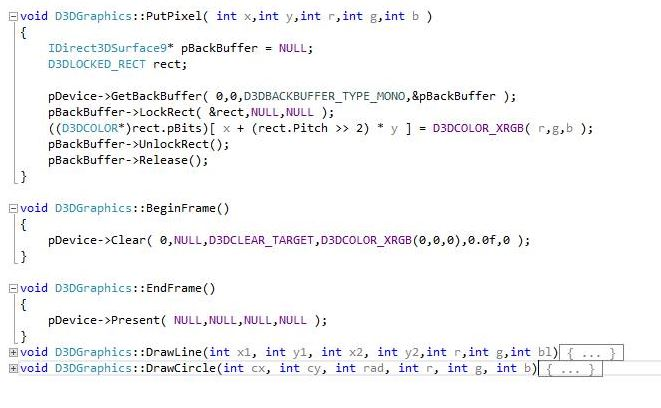 void D3DGraphics::PutPixel( int x,int y,int r,int g,int b )
{
IDirect3DSurface9* pBackBuffer = NULL;
D3DLOCKED_RECT rect;
pDevice->GetBackBuffer( 0,0,D3DBACKBUFFER_TYPE_MONO,&pBackBuffer );
pBackBuffer->LockRect( &rect,NULL,NULL );
((D3DCOLOR*)rect.pBits)[ x + (rect.Pitch >> 2) * y ] = D3DCOLOR_XRGB( r,g,b );
pBackBuffer->UnlockRect();
pBackBuffer->Release();
}
void D3DGraphics::BeginFrame()
{
pDevice->Clear( 0,NULL,D3DCLEAR_TARGET,D3DCOLOR_XRGB(0,0,0),0.0f,0 );
}
void D3DGraphics::EndFrame()
{
pDevice->Present( NULL,NULL,NULL,NULL );
}
void D3DGraphics::DrawLine(int x1, int y1, int x2, int y2,int r,int g,int bl){ ... }
void D3DGraphics::DrawCircle(int cx, int cy, int rad, int r, int g, int b){ ... }